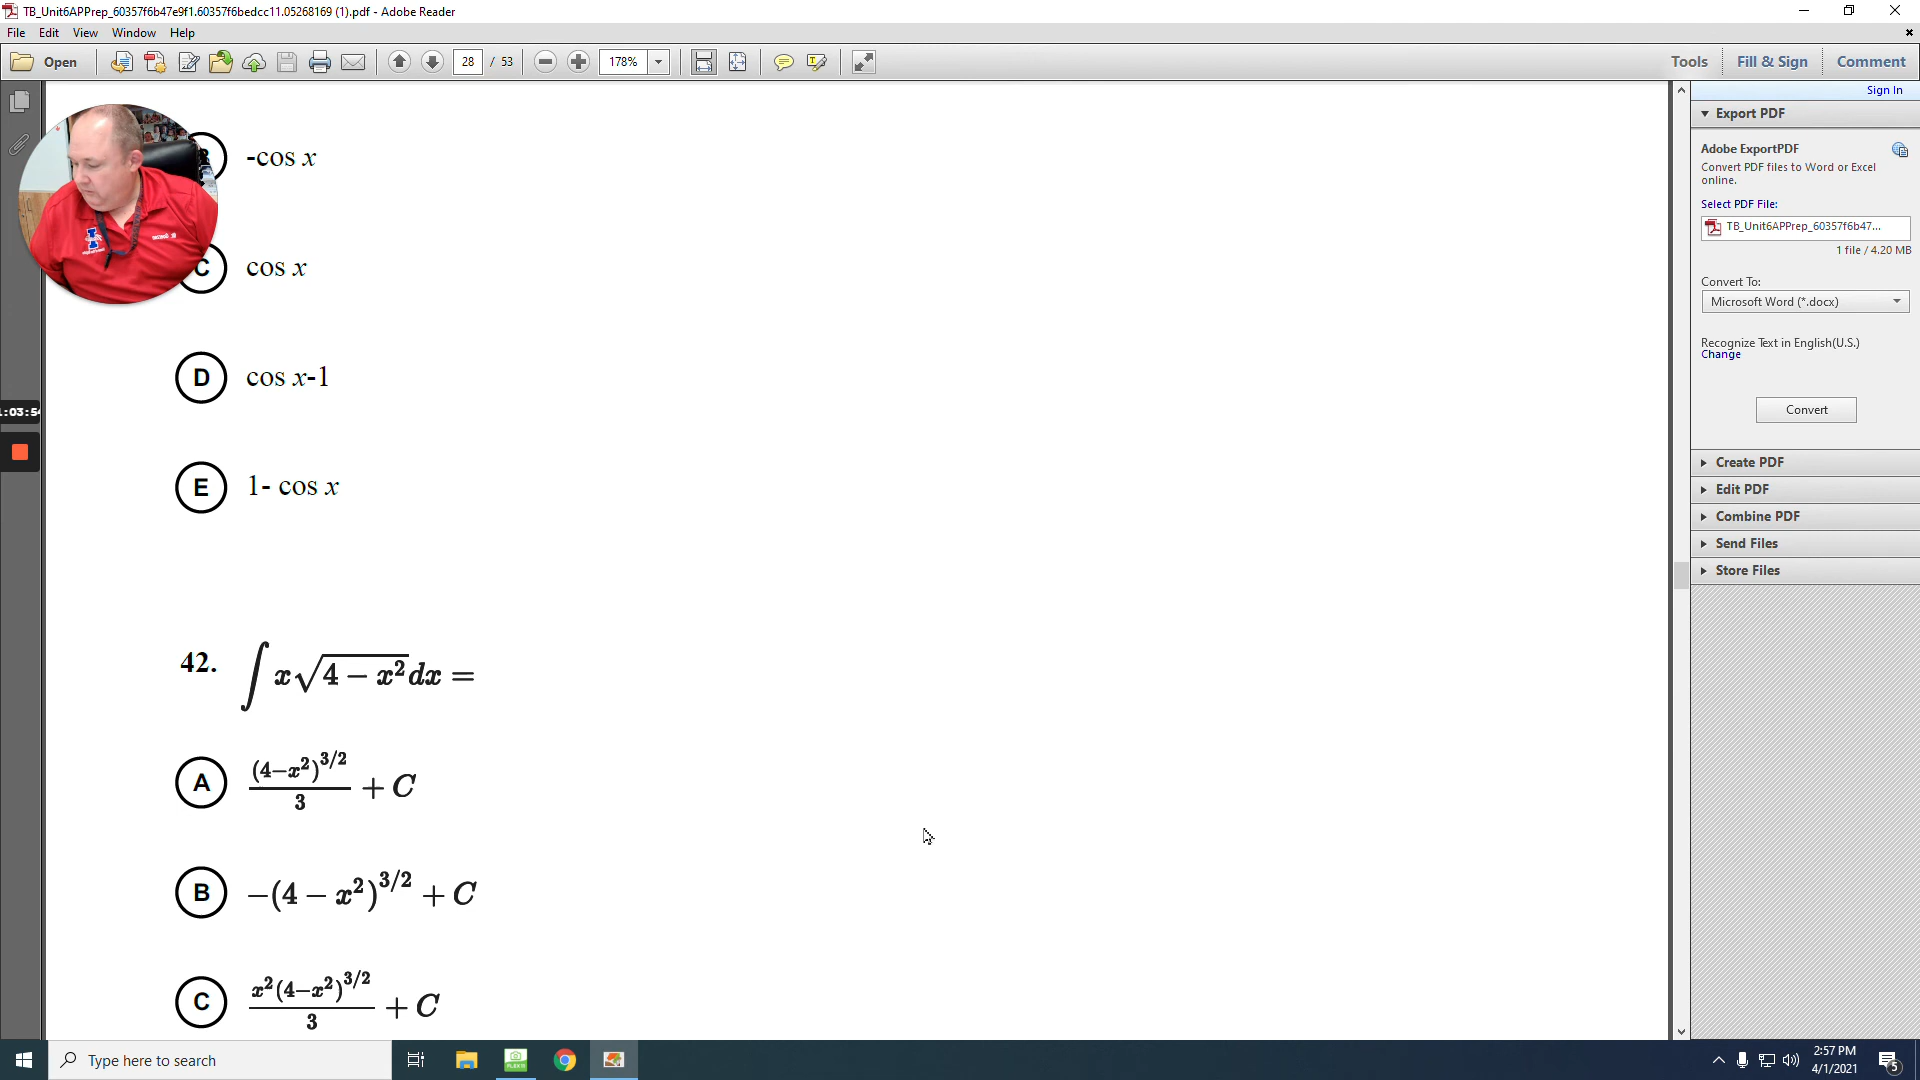 TB_Unit6APPrep_60357f6b47e9f1.60357f6bedcc11.05268169 (1).pdf - Adobe Reader
File Edit View Window Help
Open 28 / 53 178% Tools Fill & Sign Comment
Sign In
Export PDF
Adobe ExportPDF
Convert PDF files to Word or Excel
online.
Select PDF File:
TB_Unit6APPrep_60357f6b47...
1 file / 4.20 MB
Convert To:
Microsoft Word (*.docx)
Recognize Text in English(U.S.)
Change
Convert
Create PDF
Edit PDF
Combine PDF
Send Files
Store Files
-cos x
C cos x
D cos x-1
E 1- cos x
:03:54
42. ∫ x√(4 − x²) dx =
A (4−x²)^3/2 / 3 + C
B −(4 − x²)^3/2 + C
C x²(4−x²)^3/2 / 3 + C
Type here to search
2:57 PM
4/1/2021
5